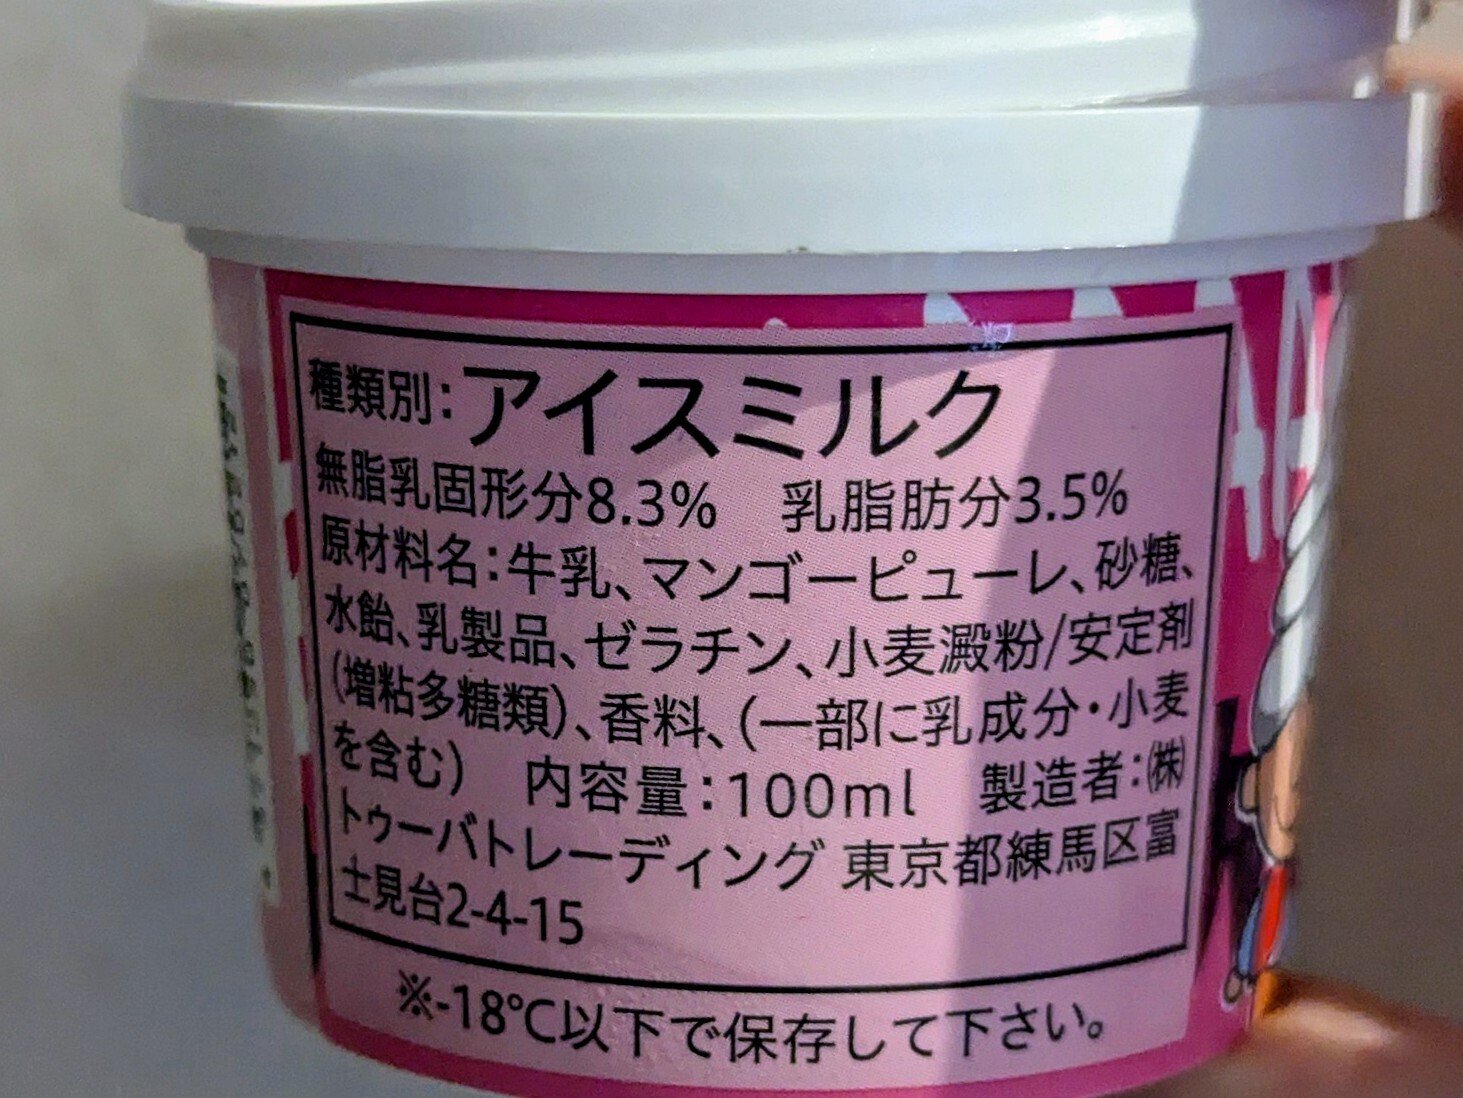 種類別:アイスミルク
無脂乳固形分8.3% 乳脂肪分3.5%
原材料名:牛乳、マンゴーピューレ、砂糖、
水飴、乳製品、ゼラチン、小麦澱粉/安定剤
(増粘多糖類)、香料、(一部に乳成分・小麦
を含む) 内容量:100ml 製造者:㈱
トゥーバトレーディング 東京都練馬区富
士見台2-4-15
※-18℃以下で保存して下さい。